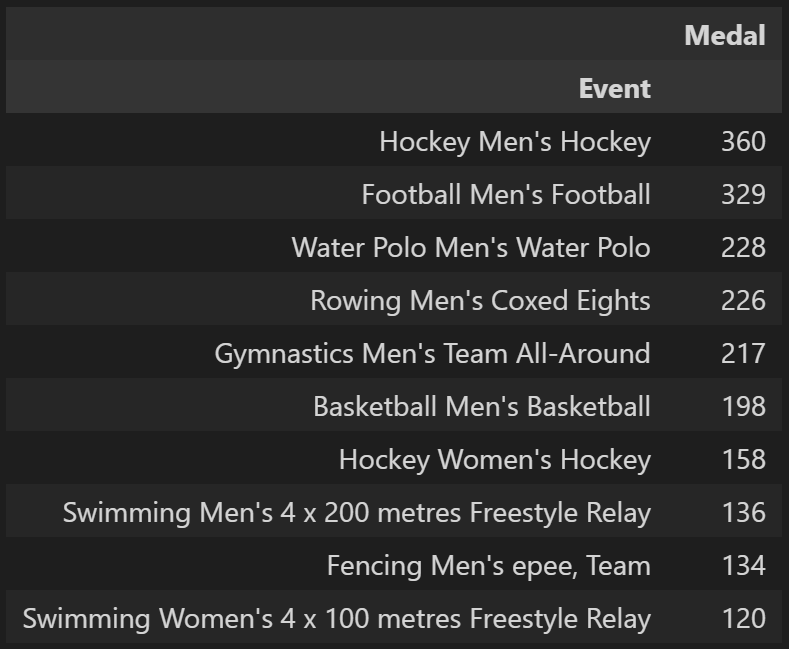 Medal
Event
Hockey Men's Hockey 360
Football Men's Football 329
Water Polo Men's Water Polo 228
Rowing Men's Coxed Eights 226
Gymnastics Men's Team All-Around 217
Basketball Men's Basketball 198
Hockey Women's Hockey 158
Swimming Men's 4 x 200 metres Freestyle Relay 136
Fencing Men's epee, Team 134
Swimming Women's 4 x 100 metres Freestyle Relay 120